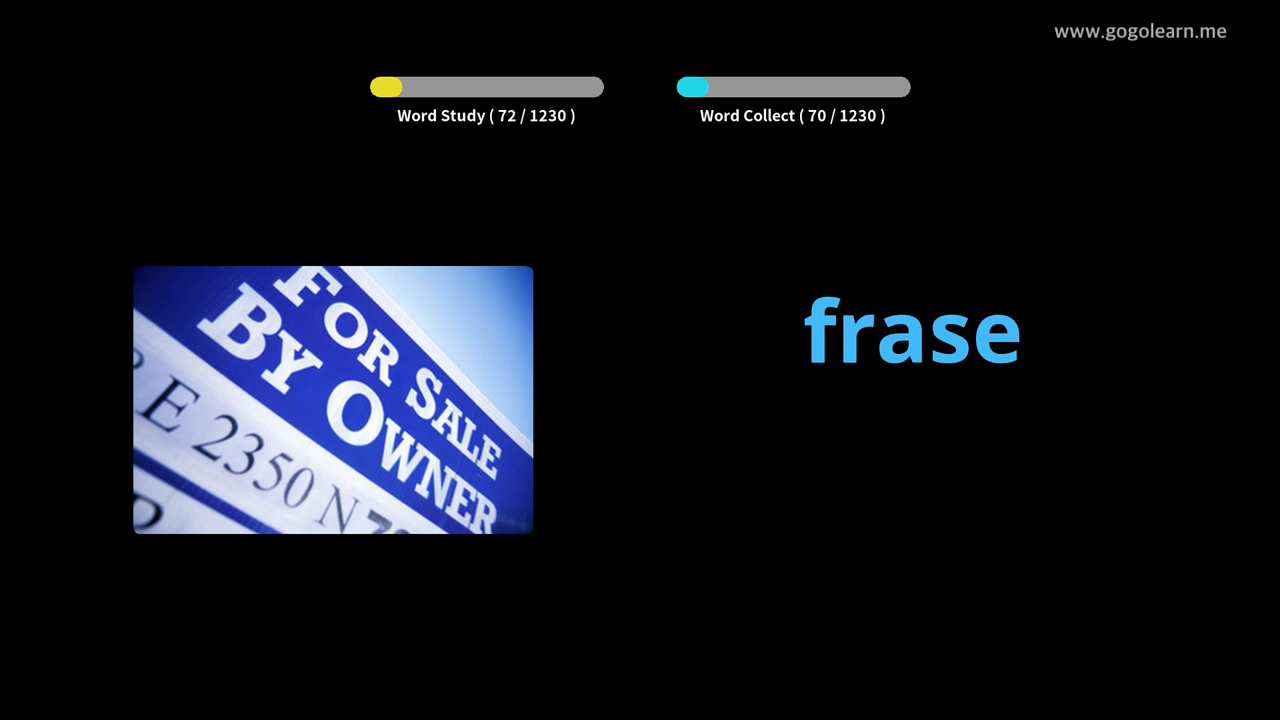 www.gogolearn.me
Word Study ( 72 / 1230 )
Word Collect ( 70 / 1230 )
FOR SALE
BY OWNER
E 2350 N
frase